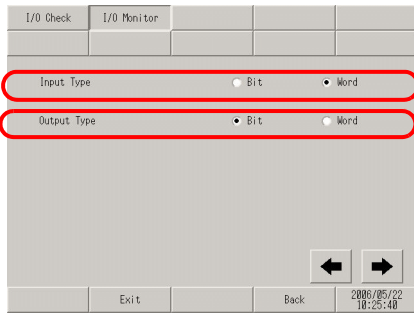 I/O Check I/O Monitor
Input Type Bit Word
Output Type Bit Word
Exit Back 2006/05/22
10:25:40